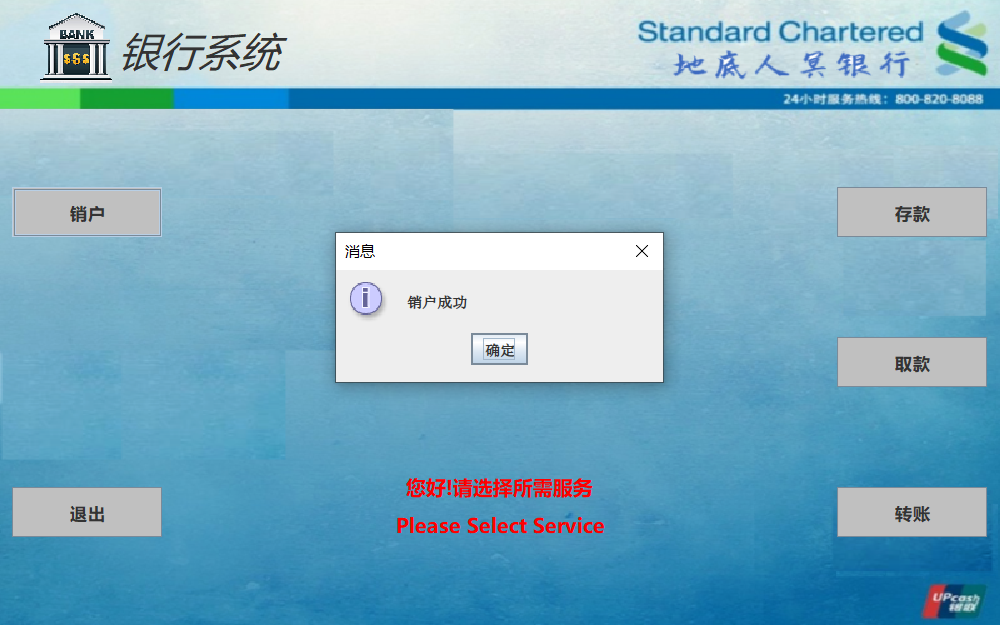 BANK
$$$
银行系统
Standard Chartered
地底人冥银行
24小时服务热线：800-820-8088
销户
存款
消息
销户成功
确定
取款
您好!请选择所需服务
Please Select Service
退出
转账
UPcash
银联